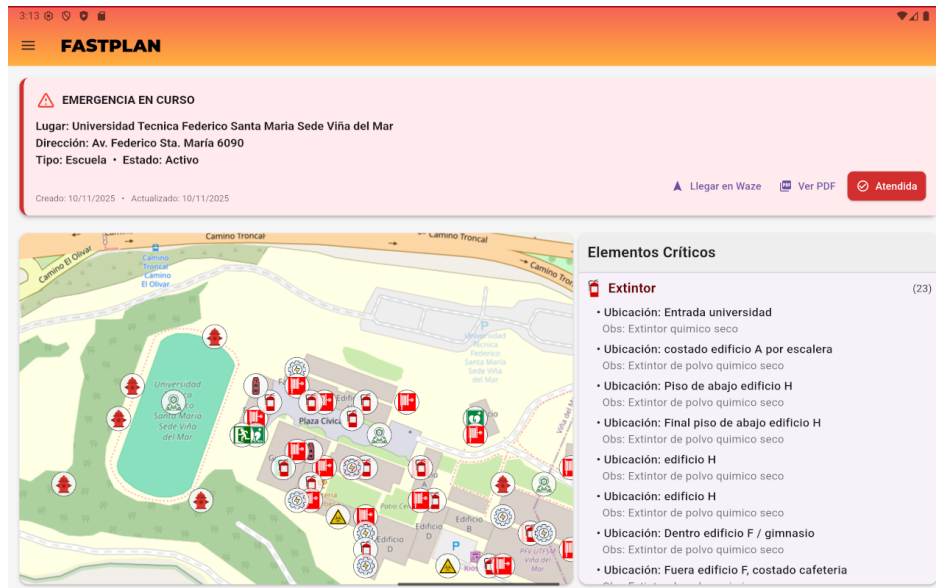 3:13
FASTPLAN
EMERGENCIA EN CURSO
Lugar: Universidad Tecnica Federico Santa Maria Sede Viña del Mar
Dirección: Av. Federico Sta. María 6090
Tipo: Escuela • Estado: Activo
Creado: 10/11/2025 • Actualizado: 10/11/2025
Llegar en Waze
Ver PDF
Atendida
Camino Troncal
Camino Troncal
Camino El Olivar
Camino
Troncal
Camino
El Olivar
P
Universidad
Técnica
Federico
Santa María
Sede Viña
del Mar
Universidad
Santa María
Sede Viña
del Mar
Plaza Cívica
Edificio
D
Edificio
D
Edificio
B
P
PFV UTFSM
Viña del
Mar
Elementos Críticos
Extintor
(23)
• Ubicación: Entrada universidad
Obs: Extintor quimico seco
• Ubicación: costado edificio A por escalera
Obs: Extintor de polvo quimico seco
• Ubicación: Piso de abajo edificio H
Obs: Extintor de polvo quimico seco
• Ubicación: Final piso de abajo edificio H
Obs: Extintor de polvo quimico seco
• Ubicación: edificio H
Obs: Extintor de polvo quimico seco
• Ubicación: edificio H
Obs: Extintor de polvo quimico seco
• Ubicación: Dentro edificio F / gimnasio
Obs: Extintor de polvo quimico seco
• Ubicación: Fuera edificio F, costado cafeteria